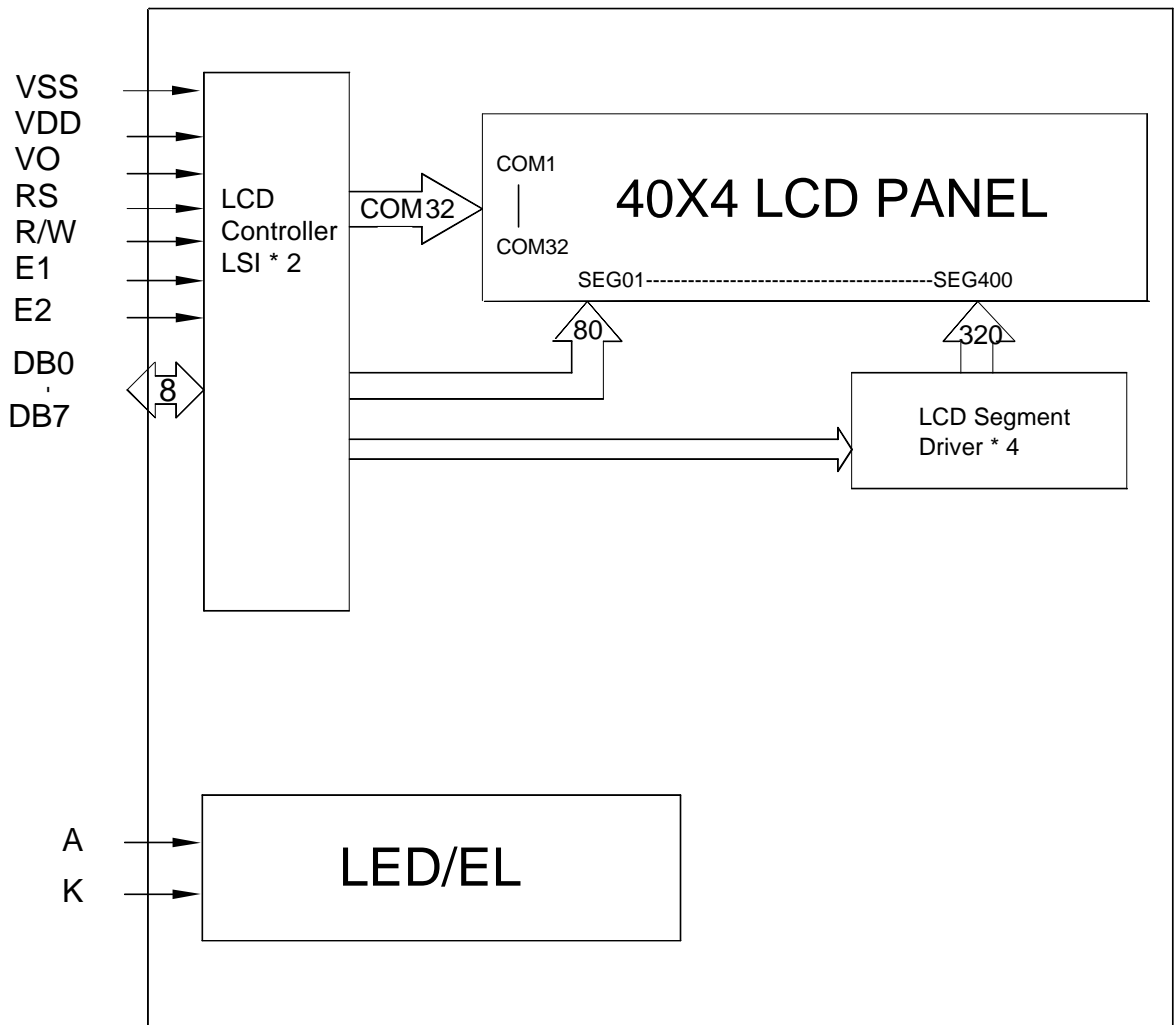 VSS
VDD
VO
RS
R/W
E1
E2
DB0
'
DB7
8
LCD
Controller
LSI * 2
COM32
COM1
COM32
40X4 LCD PANEL
SEG01---------------------------------------SEG400
80
320
LCD Segment
Driver * 4
A
K
LED/EL